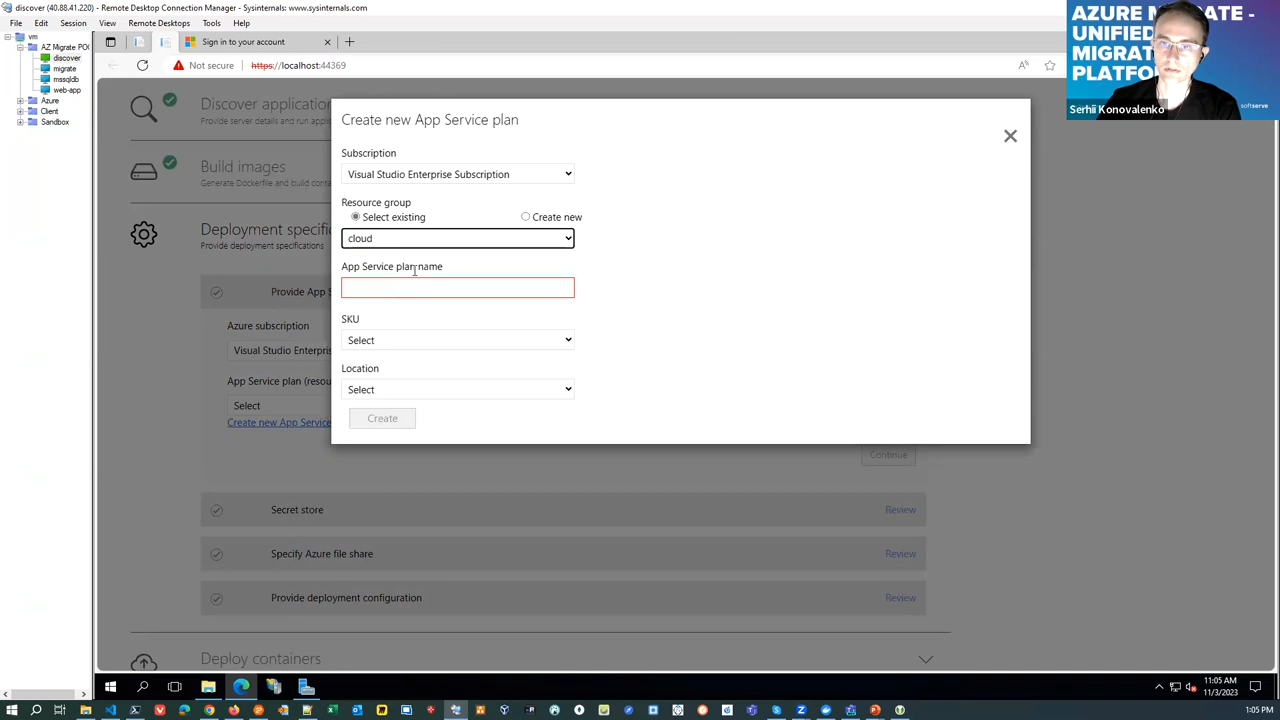 discover (40.88.41.220) - Remote Desktop Connection Manager - Sysinternals: www.sysinternals.com
File Edit Session View Remote Desktops Tools Help
vm
AZ Migrate POC
discover
migrate
mssqldb
web-app
Azure
Client
Sandbox
Sign in to your account
Not secure https://localhost:44369
AZURE MIGRATE -
UNIFIED
MIGRAT
PLATFO
Serhii Konovalenko
softserve
Discover application
Provide server details and run appli
Build images
Generate Dockerfile and build conta
Deployment specif
Provide deployment specifications
Provide App S
Azure subscription
Visual Studio Enterpris
App Service plan (resou
Select
Create new App Service
Create new App Service plan
Subscription
Visual Studio Enterprise Subscription
Resource group
Select existing Create new
cloud
App Service plan name
SKU
Select
Location
Select
Create
Continue
Secret store Review
Specify Azure file share Review
Provide deployment configuration Review
Deploy containers
11:05 AM
11/3/2023
1:05 PM